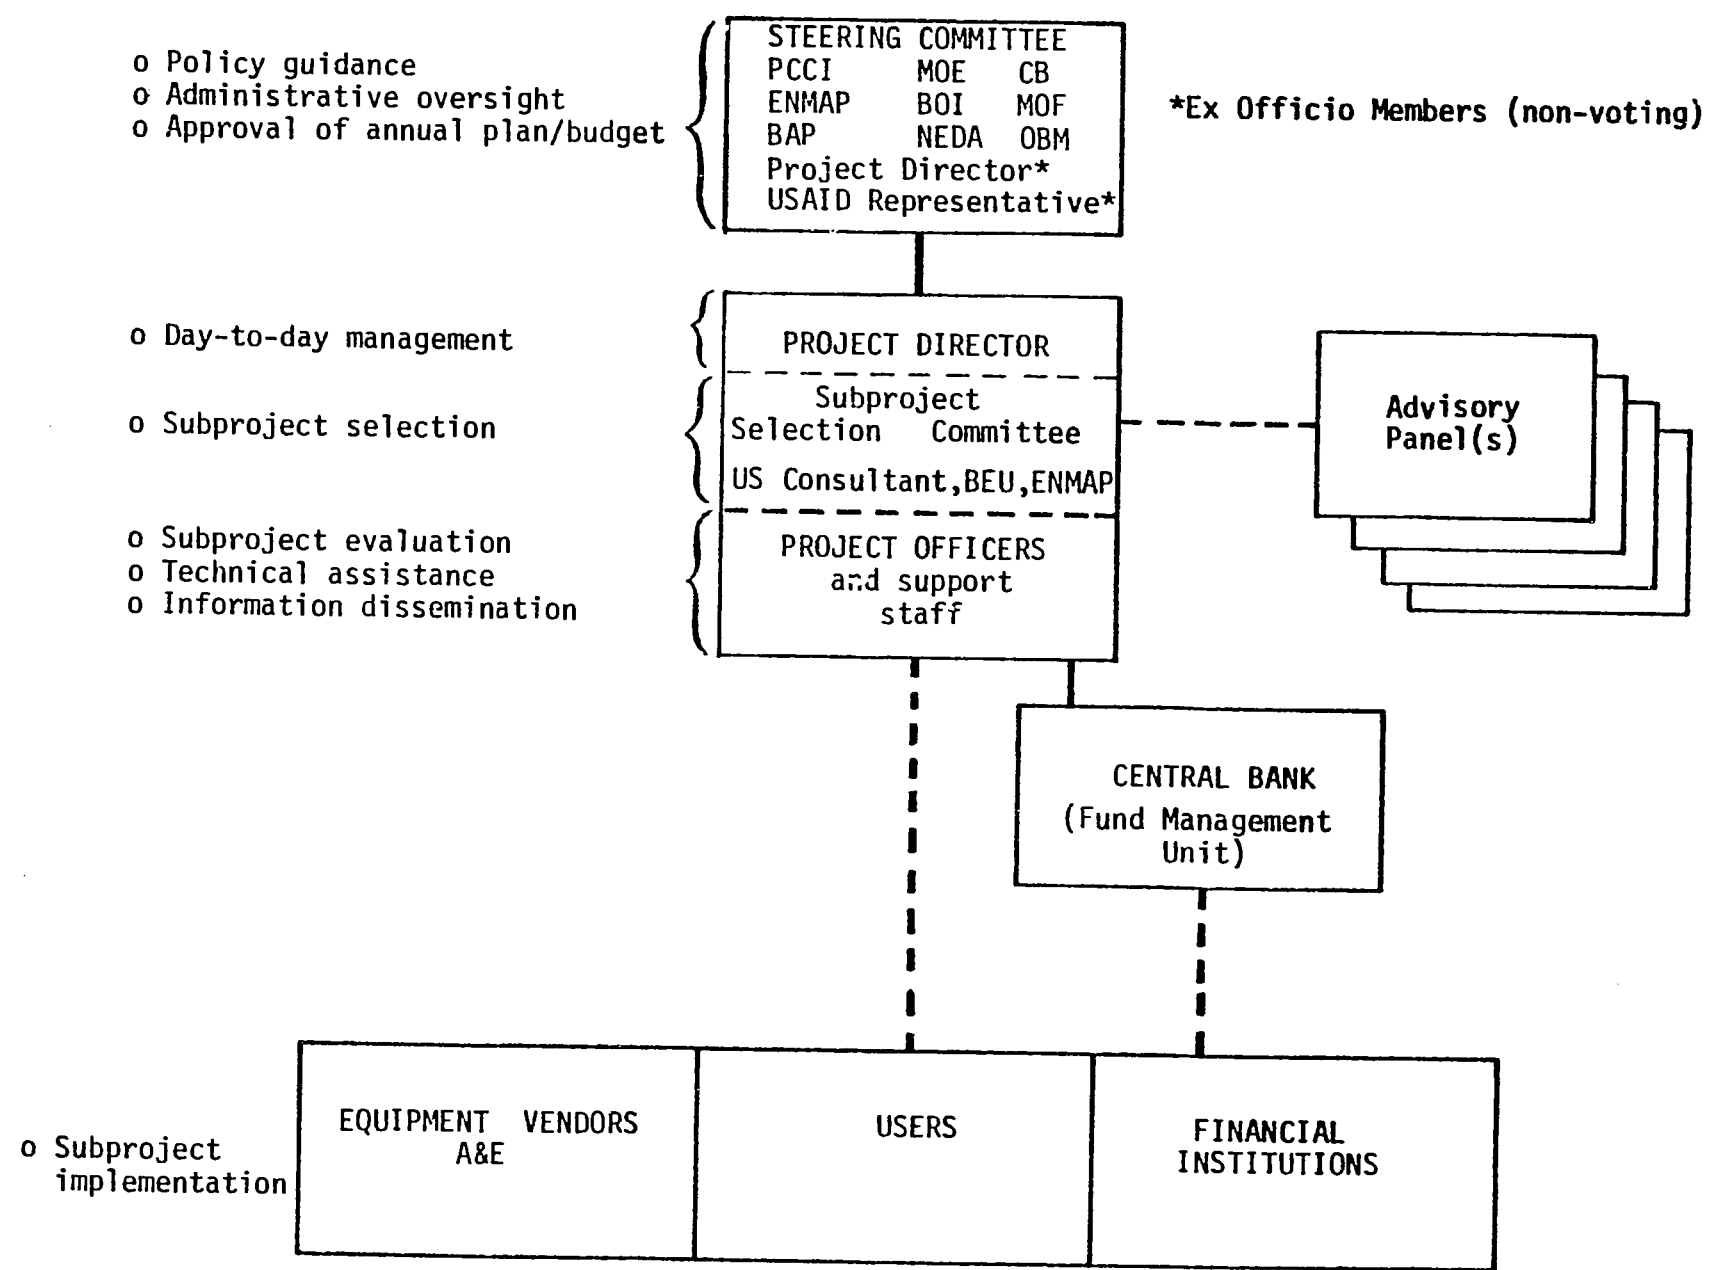 o Policy guidance
o Administrative oversight
o Approval of annual plan/budget
STEERING COMMITTEE
PCCI MOE CB
ENMAP BOI MOF
BAP NEDA OBM
Project Director*
USAID Representative*
*Ex Officio Members (non-voting)
o Day-to-day management
PROJECT DIRECTOR
o Subproject selection
Subproject
Selection Committee
US Consultant,BEU,ENMAP
Advisory
Panel(s)
o Subproject evaluation
o Technical assistance
o Information dissemination
PROJECT OFFICERS
and support
staff
CENTRAL BANK
(Fund Management
Unit)
o Subproject
implementation
EQUIPMENT VENDORS
A&E
USERS
FINANCIAL
INSTITUTIONS